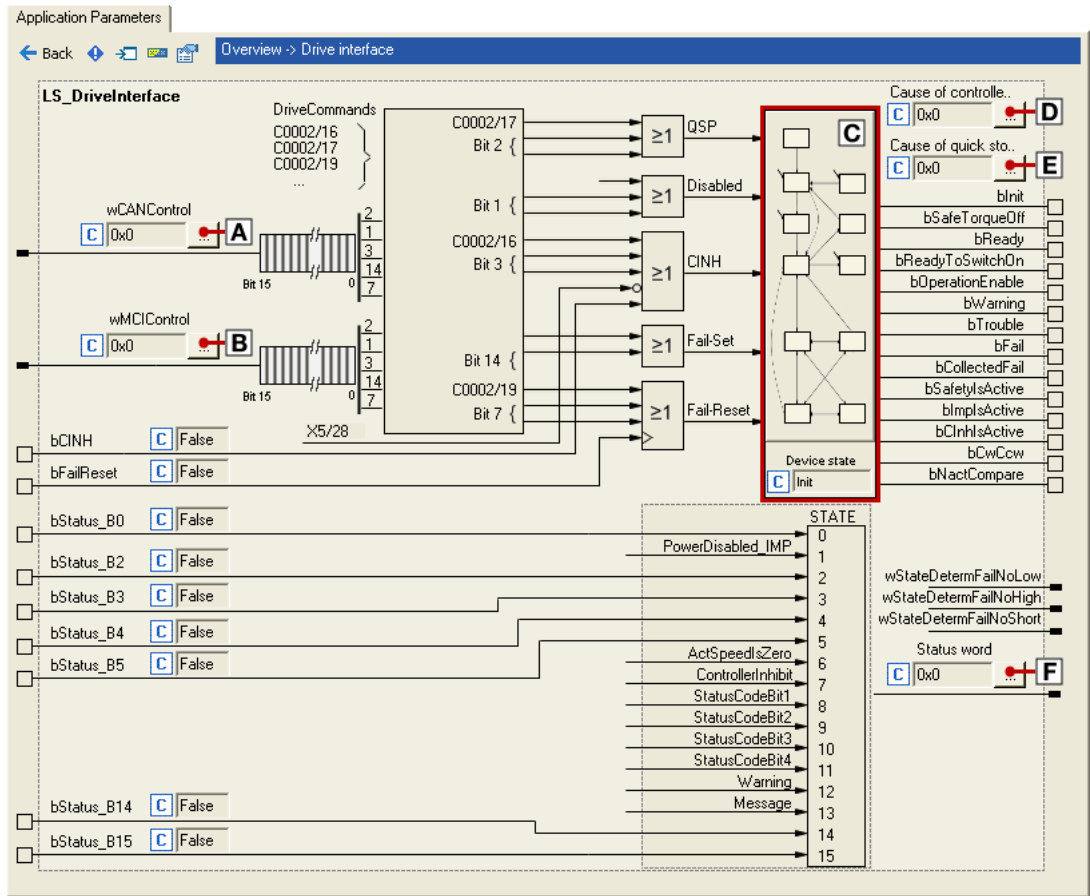 Application Parameters
Back
Overview -> Drive interface
LS_DriveInterface
DriveCommands
C0002/16
C0002/17
C0002/19
...
wCANControl
C 0x0 ... A
Bit 15 0
2
1
3
14
7
wMCIControl
C 0x0 ... B
Bit 15 0
2
1
3
14
7
X5/28
C0002/17
Bit 2 {
Bit 1 {
C0002/16
Bit 3 {
Bit 14 {
C0002/19
Bit 7 {
≥1 QSP
≥1 Disabled
≥1 CINH
≥1 Fail-Set
≥1 Fail-Reset
C
Device state
C Init
Cause of controlle..
C 0x0 ... D
Cause of quick sto..
C 0x0 ... E
bInit
bSafeTorqueOff
bReady
bReadyToSwitchOn
bOperationEnable
bWarning
bTrouble
bFail
bCollectedFail
bSafetyIsActive
bImpIsActive
bCInhIsActive
bCwCcw
bNactCompare
bCINH C False
bFailReset C False
bStatus_B0 C False
bStatus_B2 C False
bStatus_B3 C False
bStatus_B4 C False
bStatus_B5 C False
bStatus_B14 C False
bStatus_B15 C False
STATE
0
PowerDisabled_IMP 1
2
3
4
5
ActSpeedIsZero 6
ControllerInhibit 7
StatusCodeBit1 8
StatusCodeBit2 9
StatusCodeBit3 10
StatusCodeBit4 11
Warning 12
Message 13
14
15
wStateDetermFailNoLow
wStateDetermFailNoHigh
wStateDetermFailNoShort
Status word
C 0x0 ... F